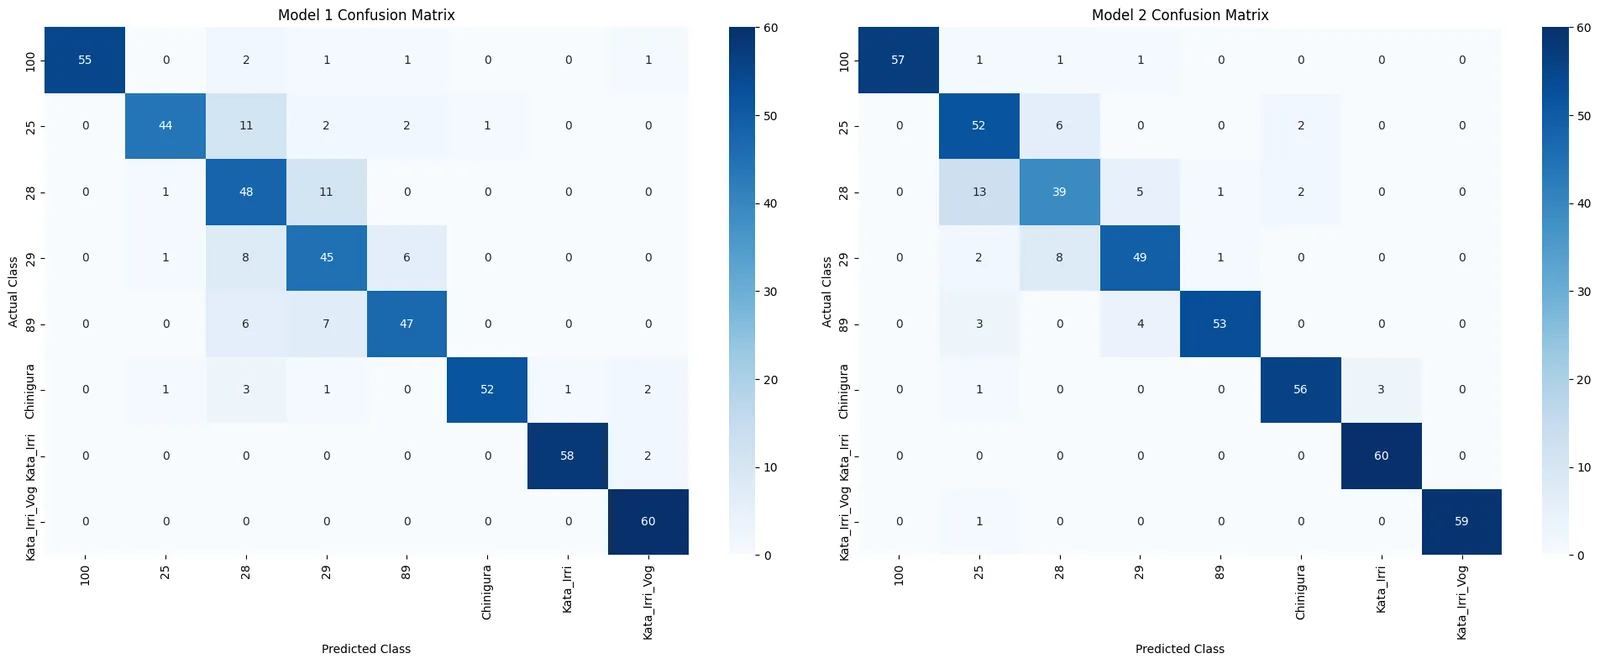 Model 1 Confusion Matrix
100 55 0 2 1 1 0 0 1
25 0 44 11 2 2 1 0 0
28 0 1 48 11 0 0 0 0
29 0 1 8 45 6 0 0 0
89 0 0 6 7 47 0 0 0
Chinigura 0 1 3 1 0 52 1 2
Kata_Irri 0 0 0 0 0 0 58 2
Kata_Irri_Vog 0 0 0 0 0 0 0 60
Actual Class
100 25 28 29 89 Chinigura Kata_Irri Kata_Irri_Vog
Predicted Class
60
50
40
30
20
10
0
Model 2 Confusion Matrix
100 57 1 1 1 0 0 0 0
25 0 52 6 0 0 2 0 0
28 0 13 39 5 1 2 0 0
29 0 2 8 49 1 0 0 0
89 0 3 0 4 53 0 0 0
Chinigura 0 1 0 0 0 56 3 0
Kata_Irri 0 0 0 0 0 0 60 0
Kata_Irri_Vog 0 1 0 0 0 0 0 59
Actual Class
100 25 28 29 89 Chinigura Kata_Irri Kata_Irri_Vog
Predicted Class
60
50
40
30
20
10
0